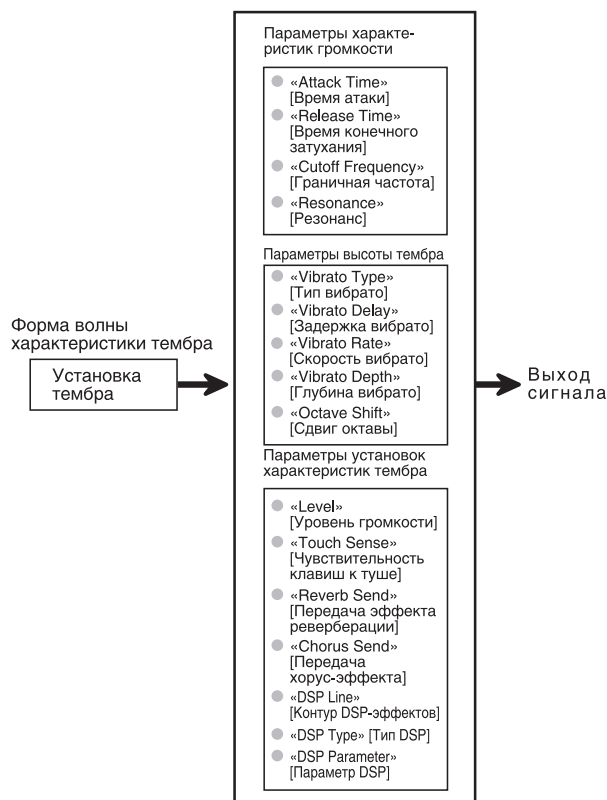 Параметры характе-
ристик громкости
«Attack Time»
[Время атаки]
«Release Time»
[Время конечного
затухания]
«Cutoff Frequency»
[Граничная частота]
«Resonance»
[Резонанс]
Параметры высоты тембра
«Vibrato Type»
[Тип вибрато]
«Vibrato Delay»
[Задержка вибрато]
«Vibrato Rate»
[Скорость вибрато]
«Vibrato Depth»
[Глубина вибрато]
«Octave Shift»
[Сдвиг октавы]
Форма волны
характеристики тембра
Установка
тембра
Выход
сигнала
Параметры установок
характеристик тембра
«Level»
[Уровень громкости]
«Touch Sense»
[Чувствительность
клавиш к туше]
«Reverb Send»
[Передача эффекта
реверберации]
«Chorus Send»
[Передача
хорус-эффекта]
«DSP Line»
[Контур DSP-эффектов]
«DSP Type» [Тип DSP]
«DSP Parameter»
[Параметр DSP]